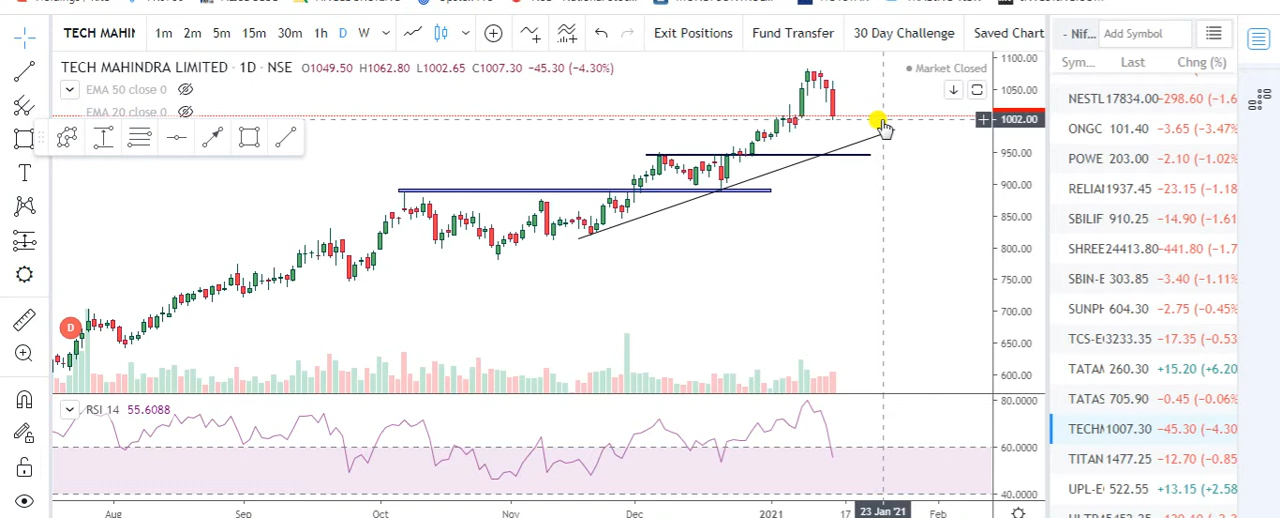 TECH MAHIN 1m 2m 5m 15m 30m 1h D W Exit Positions Fund Transfer 30 Day Challenge Saved Chart
- Nif... Add Symbol
Sym... Last Chng (%)
TECH MAHINDRA LIMITED · 1D · NSE O1049.50 H1062.80 L1002.65 C1007.30 -45.30 (-4.30%)
Market Closed
EMA 50 close 0
EMA 20 close 0
1100.00
1050.00
1002.00
950.00
900.00
850.00
800.00
750.00
700.00
650.00
600.00
D
RSI 14 55.6088
80.0000
60.0000
40.0000
Aug Sep Oct Nov Dec 2021 17 23 Jan '21 Feb
NESTL 17834.00 -298.60 (-1.6
ONGC 101.40 -3.65 (-3.47%
POWE 203.00 -2.10 (-1.02%
RELIA 1937.45 -23.15 (-1.18
SBILIF 910.25 -14.90 (-1.61
SHREE 24413.80 -441.80 (-1.7
SBIN-E 303.85 -3.40 (-1.11%
SUNPH 604.30 -2.75 (-0.45%
TCS-E 3233.35 -17.35 (-0.53
TATAM 260.30 +15.20 (+6.20
TATAS 705.90 -0.45 (-0.06%
TECHM 1007.30 -45.30 (-4.30
TITAN 1477.25 -12.70 (-0.85
UPL-E 522.55 +13.15 (+2.58